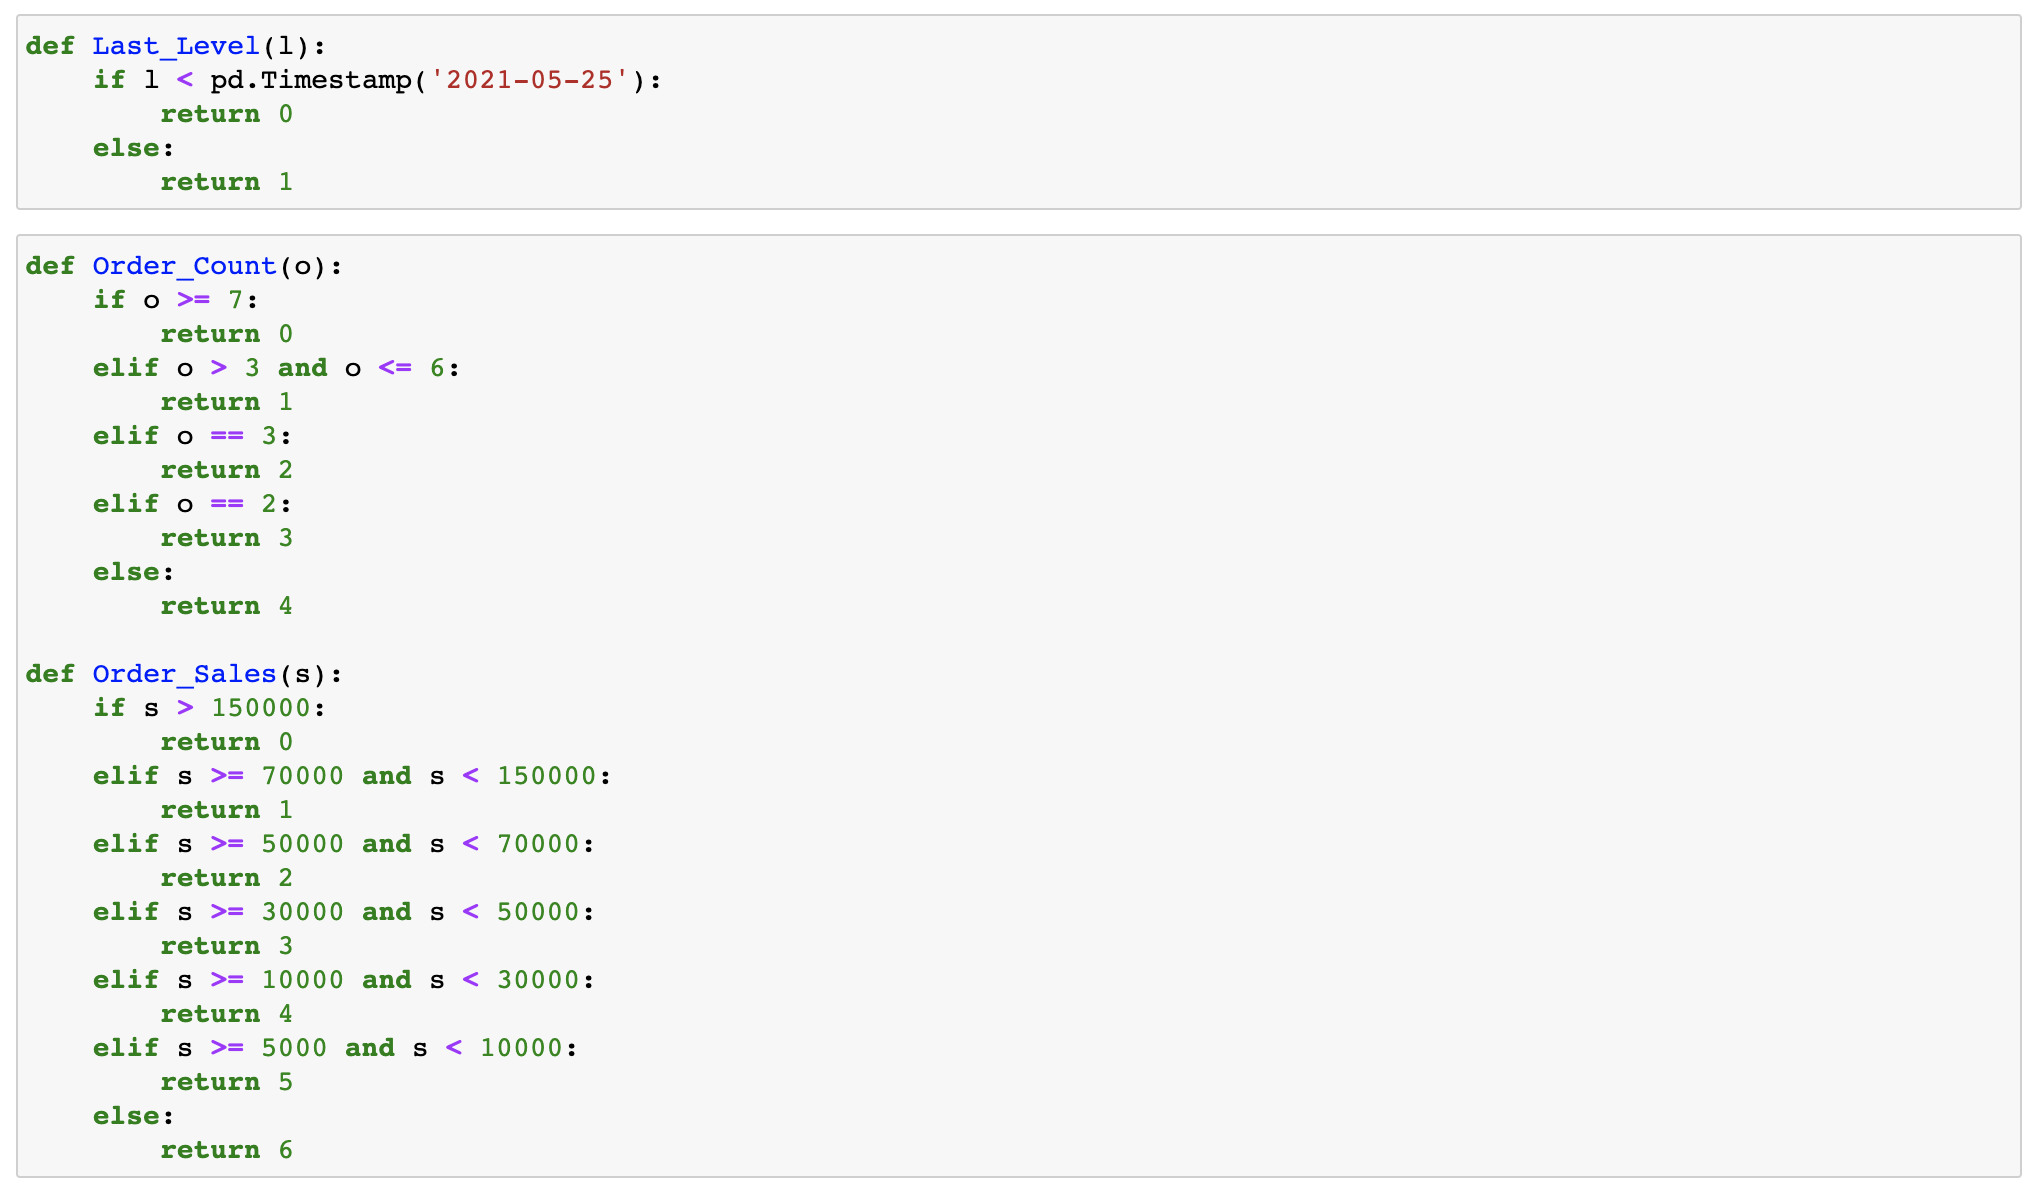 def Last_Level(l):
    if l < pd.Timestamp('2021-05-25'):
        return 0
    else:
        return 1
def Order_Count(o):
    if o >= 7:
        return 0
    elif o > 3 and o <= 6:
        return 1
    elif o == 3:
        return 2
    elif o == 2:
        return 3
    else:
        return 4
def Order_Sales(s):
    if s > 150000:
        return 0
    elif s >= 70000 and s < 150000:
        return 1
    elif s >= 50000 and s < 70000:
        return 2
    elif s >= 30000 and s < 50000:
        return 3
    elif s >= 10000 and s < 30000:
        return 4
    elif s >= 5000 and s < 10000:
        return 5
    else:
        return 6